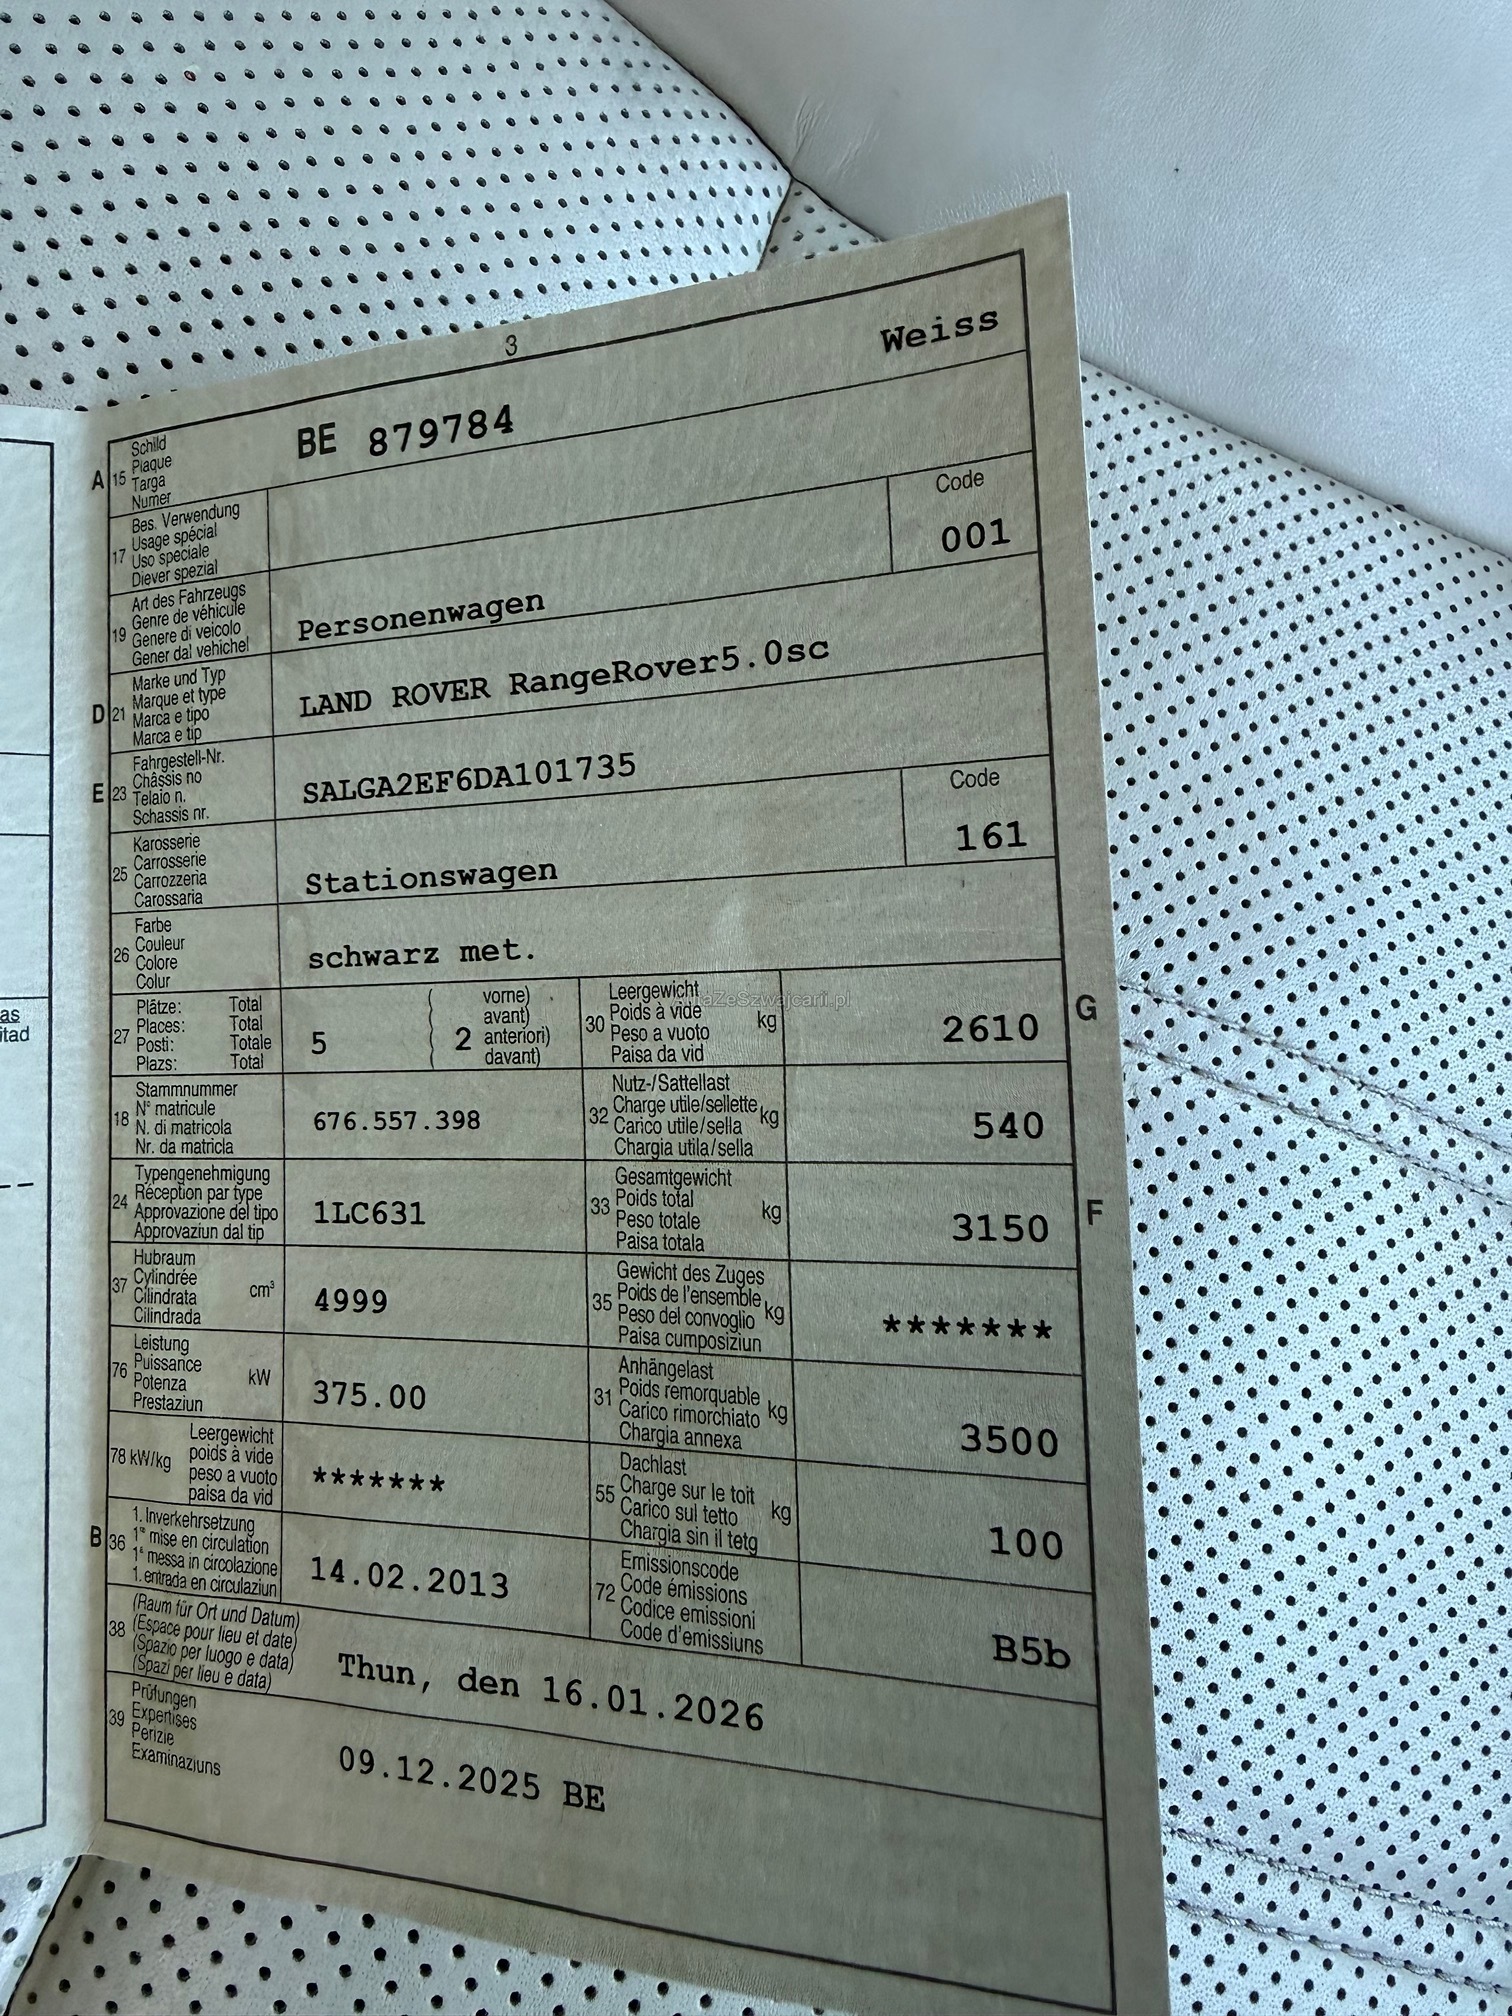 3
Weiss
A 15 Schild
Plaque
Targa
Numer
BE 879784
17 Bes. Verwendung
Usage spécial
Uso speciale
Diever spezial
Code
001
19 Art des Fahrzeugs
Genre de véhicule
Genere di veicolo
Gener dal vehichel
Personenwagen
D 21 Marke und Typ
Marque et type
Marca e tipo
Marca e tip
LAND ROVER RangeRover5.0sc
E 23 Fahrgestell-Nr.
Châssis no
Telaio n.
Schassis nr.
SALGA2EF6DA101735
Code
161
25 Karosserie
Carrosserie
Carrozzeria
Carossaria
Stationswagen
26 Farbe
Couleur
Colore
Colur
schwarz met.
27 Plätze: Total
Places: Total
Posti: Totale
Plazs: Total
5
( 2 vorne)
avant)
anteriori)
davant)
30 Leergewicht
Poids à vide
Peso a vuoto
Paisa da vid
kg
2610
G
18 Stammnummer
N° matricule
N. di matricola
Nr. da matricla
676.557.398
32 Nutz-/Sattellast
Charge utile/sellette
Carico utile/sella
Chargia utila/sella
kg
540
24 Typengenehmigung
Réception par type
Approvazione del tipo
Approvaziun dal tip
1LC631
33 Gesamtgewicht
Poids total
Peso totale
Paisa totala
kg
3150
F
37 Hubraum
Cylindrée
Cilindrata
Cilindrada
cm³
4999
35 Gewicht des Zuges
Poids de l'ensemble
Peso del convoglio
Paisa cumposiziun
kg
*******
76 Leistung
Puissance
Potenza
Prestaziun
kW
375.00
31 Anhängelast
Poids remorquable
Carico rimorchiato
Chargia annexa
kg
3500
78 kW/kg Leergewicht
poids à vide
peso a vuoto
paisa da vid
*******
55 Dachlast
Charge sur le toit
Carico sul tetto
Chargia sin il tetg
kg
100
B 36 1. Inverkehrsetzung
1re mise en circulation
1a messa in circolazione
1. entrada en circulaziun
14.02.2013
72 Emissionscode
Code émissions
Codice emissioni
Code d'emissiuns
B5b
38 (Raum für Ort und Datum)
(Espace pour lieu et date)
(Spazio per luogo e data)
(Spazi per lieu e data)
Thun, den 16.01.2026
39 Prüfungen
Expertises
Perizie
Examinaziuns
09.12.2025 BE